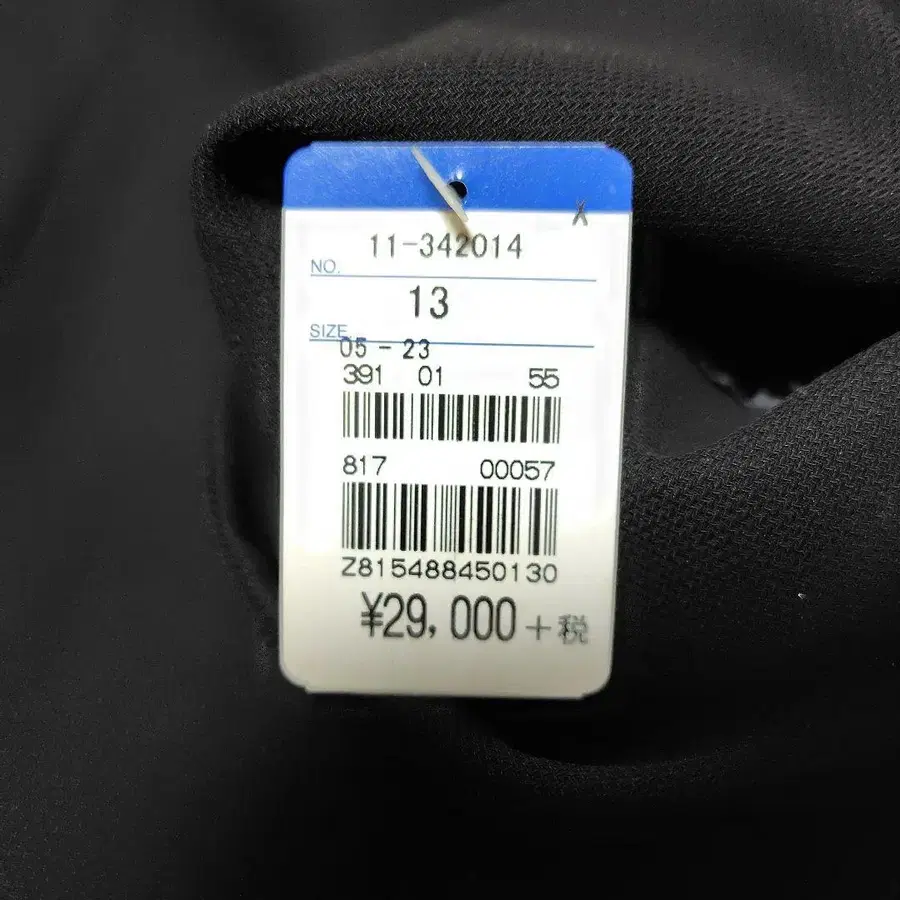 X
11-342014
NO.
13
SIZE
05-23
391 01 55
817 00057
Z815488450130
¥29,000+税